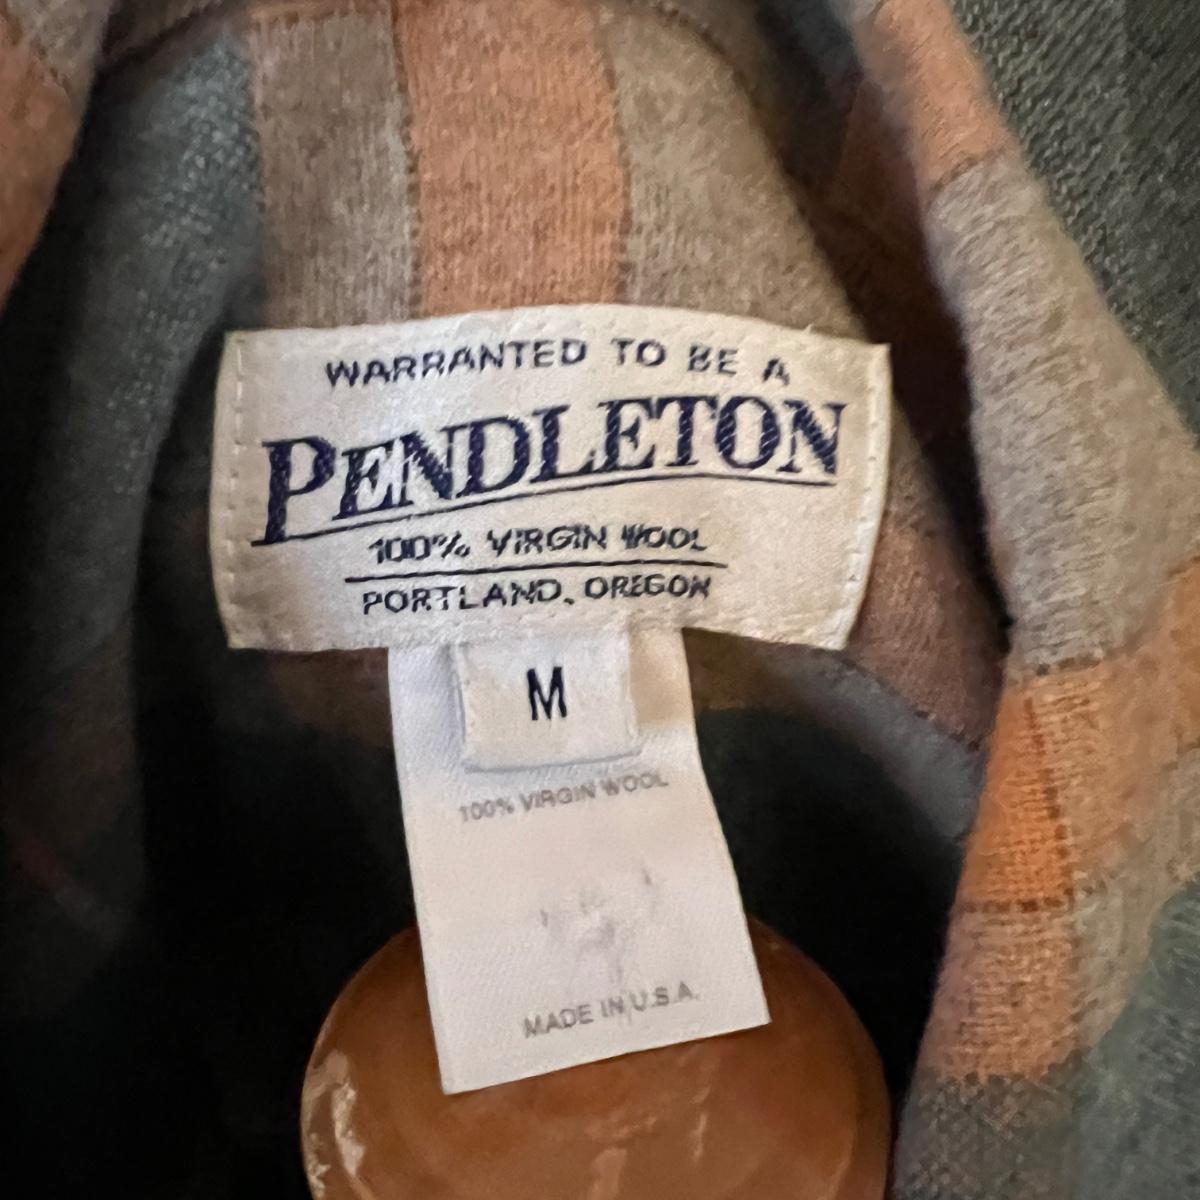 WARRANTED TO BE A
PENDLETON
100% VIRGIN WOOL
PORTLAND, OREGON
M
100% VIRGIN WOOL
MADE IN U.S.A.